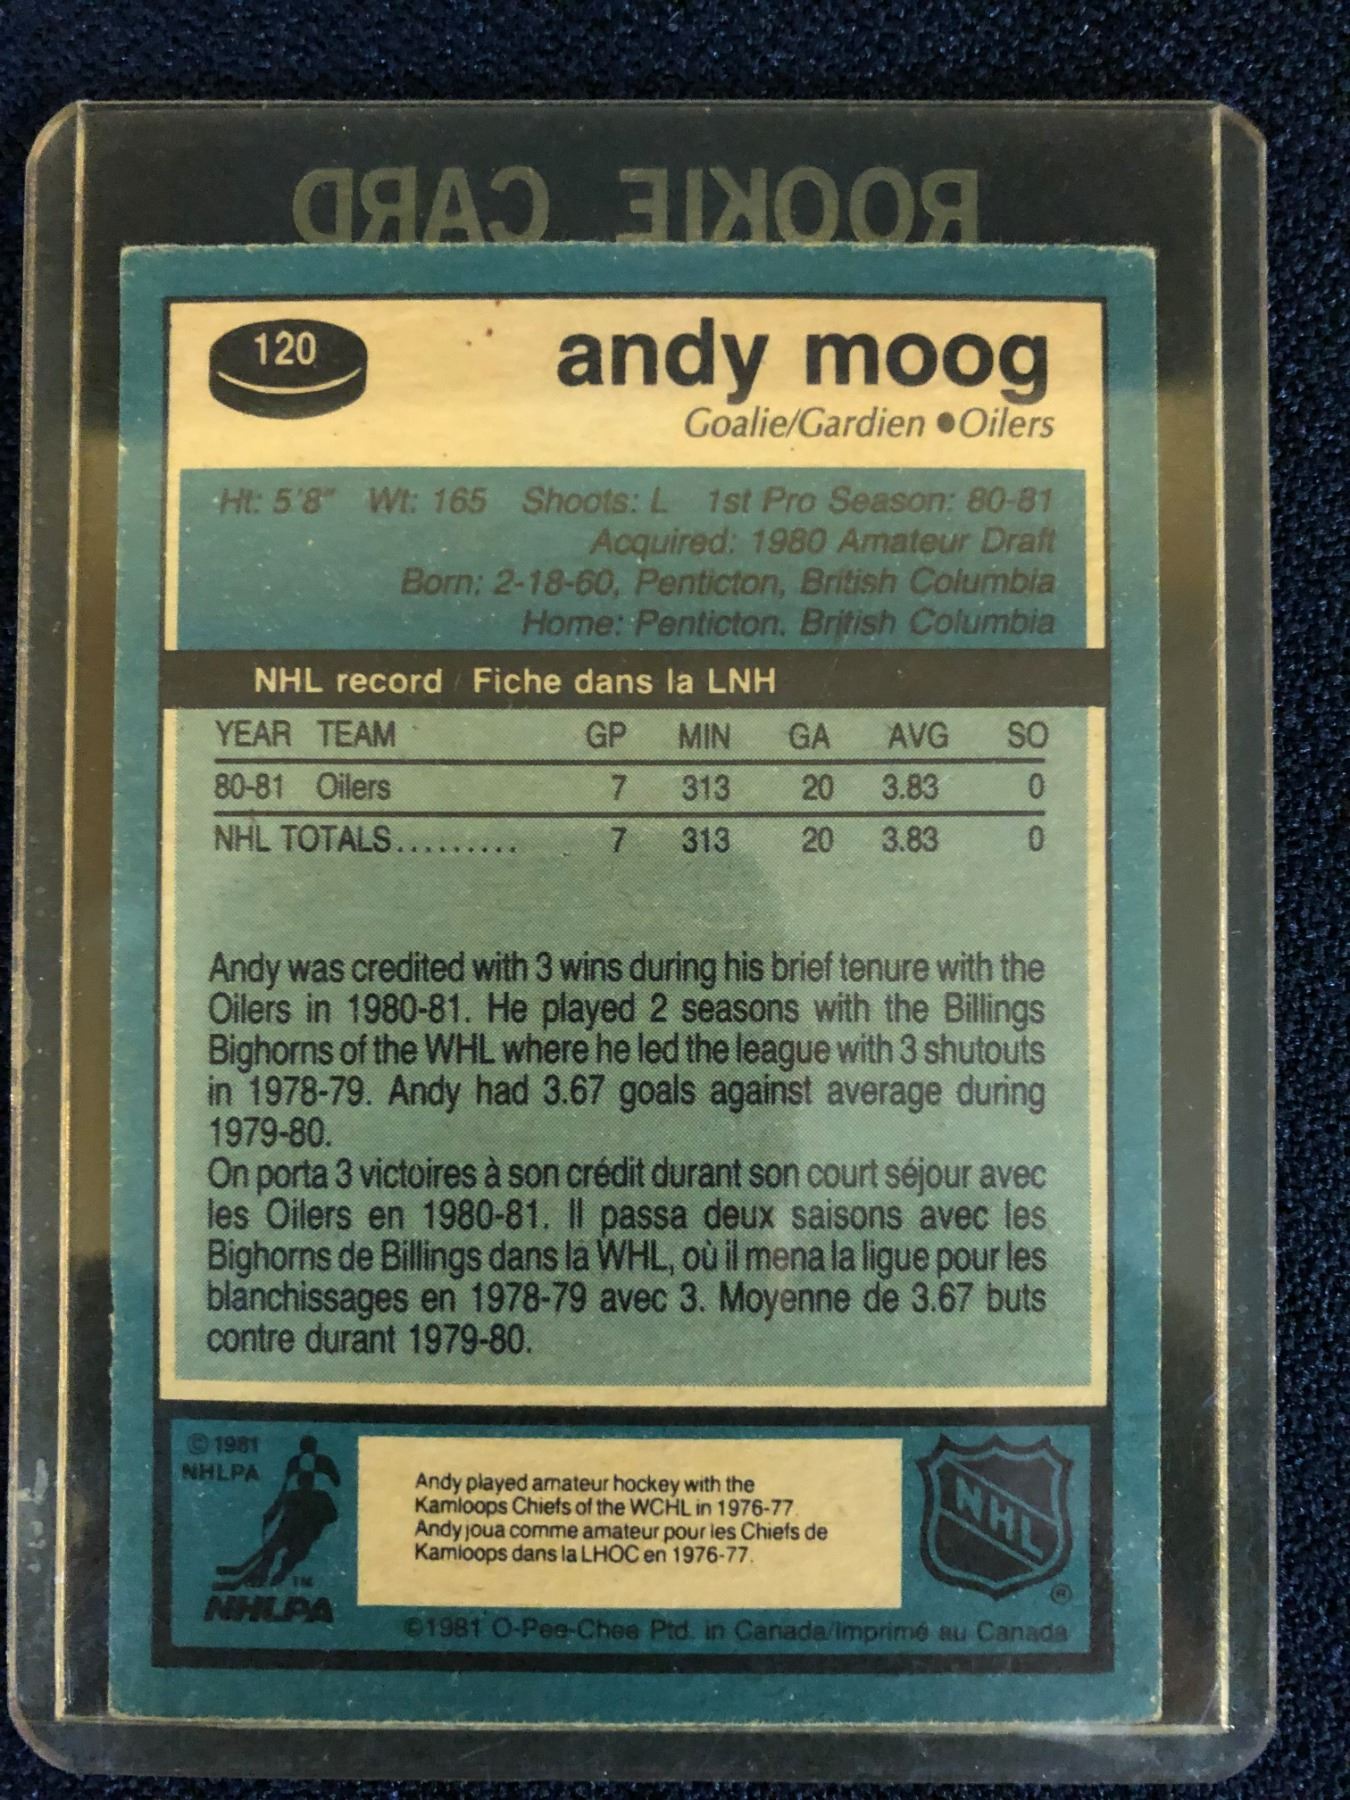 ROOKIE CARD
120
andy moog
Goalie/Gardien ●Oilers
Ht: 5'8" Wt: 165 Shoots: L 1st Pro Season: 80-81
Acquired: 1980 Amateur Draft
Born: 2-18-60, Penticton, British Columbia
Home: Penticton. British Columbia
NHL record / Fiche dans la LNH
YEAR TEAM GP MIN GA AVG SO
80-81 Oilers 7 313 20 3.83 0
NHL TOTALS......... 7 313 20 3.83 0
Andy was credited with 3 wins during his brief tenure with the
Oilers in 1980-81. He played 2 seasons with the Billings
Bighorns of the WHL where he led the league with 3 shutouts
in 1978-79. Andy had 3.67 goals against average during
1979-80.
On porta 3 victoires à son crédit durant son court séjour avec
les Oilers en 1980-81. Il passa deux saisons avec les
Bighorns de Billings dans la WHL, où il mena la ligue pour les
blanchissages en 1978-79 avec 3. Moyenne de 3.67 buts
contre durant 1979-80.
© 1981
NHLPA
TM
NHLPA
Andy played amateur hockey with the
Kamloops Chiefs of the WCHL in 1976-77.
Andy joua comme amateur pour les Chiefs de
Kamloops dans la LHOC en 1976-77.
NHL
®
©1981 O-Pee-Chee Ptd. in Canada/Imprimé au Canada